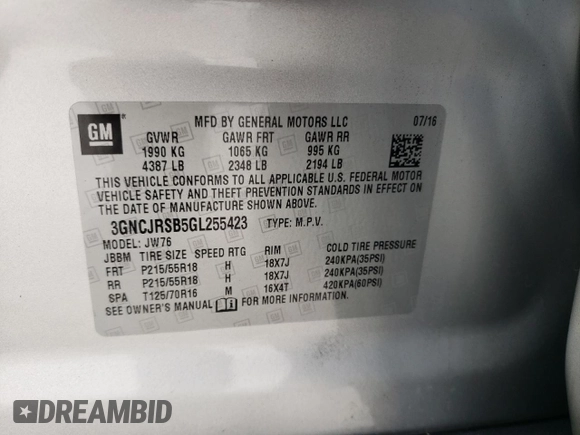 MFD BY GENERAL MOTORS LLC 07/16
GM
GVWR GAWR FRT GAWR RR
1990 KG 1065 KG 995 KG
4387 LB 2348 LB 2194 LB
THIS VEHICLE CONFORMS TO ALL APPLICABLE U.S. FEDERAL MOTOR
VEHICLE SAFETY AND THEFT PREVENTION STANDARDS IN EFFECT ON
THE DATE OF MANUFACTURE SHOWN ABOVE.
3GNCJRSB5GL255423 TYPE: M.P.V.
MODEL: JW76
JBBM TIRE SIZE SPEED RTG RIM COLD TIRE PRESSURE
FRT P215/55R18 H 18X7J 240KPA(35PSI)
RR P215/55R18 H 18X7J 240KPA(35PSI)
SPA T125/70R16 M 16X4T 420KPA(60PSI)
SEE OWNER'S MANUAL FOR MORE INFORMATION
DREAMBID